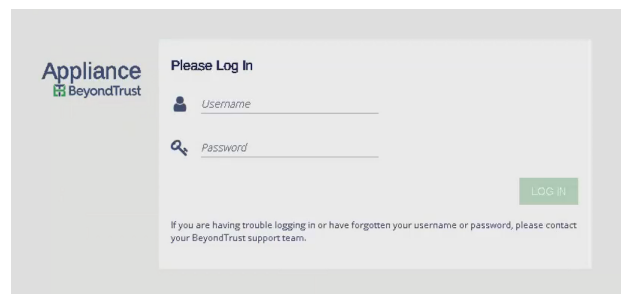 Appliance
BeyondTrust
Please Log In
Username
Password
LOG IN
If you are having trouble logging in or have forgotten your username or password, please contact
your BeyondTrust support team.